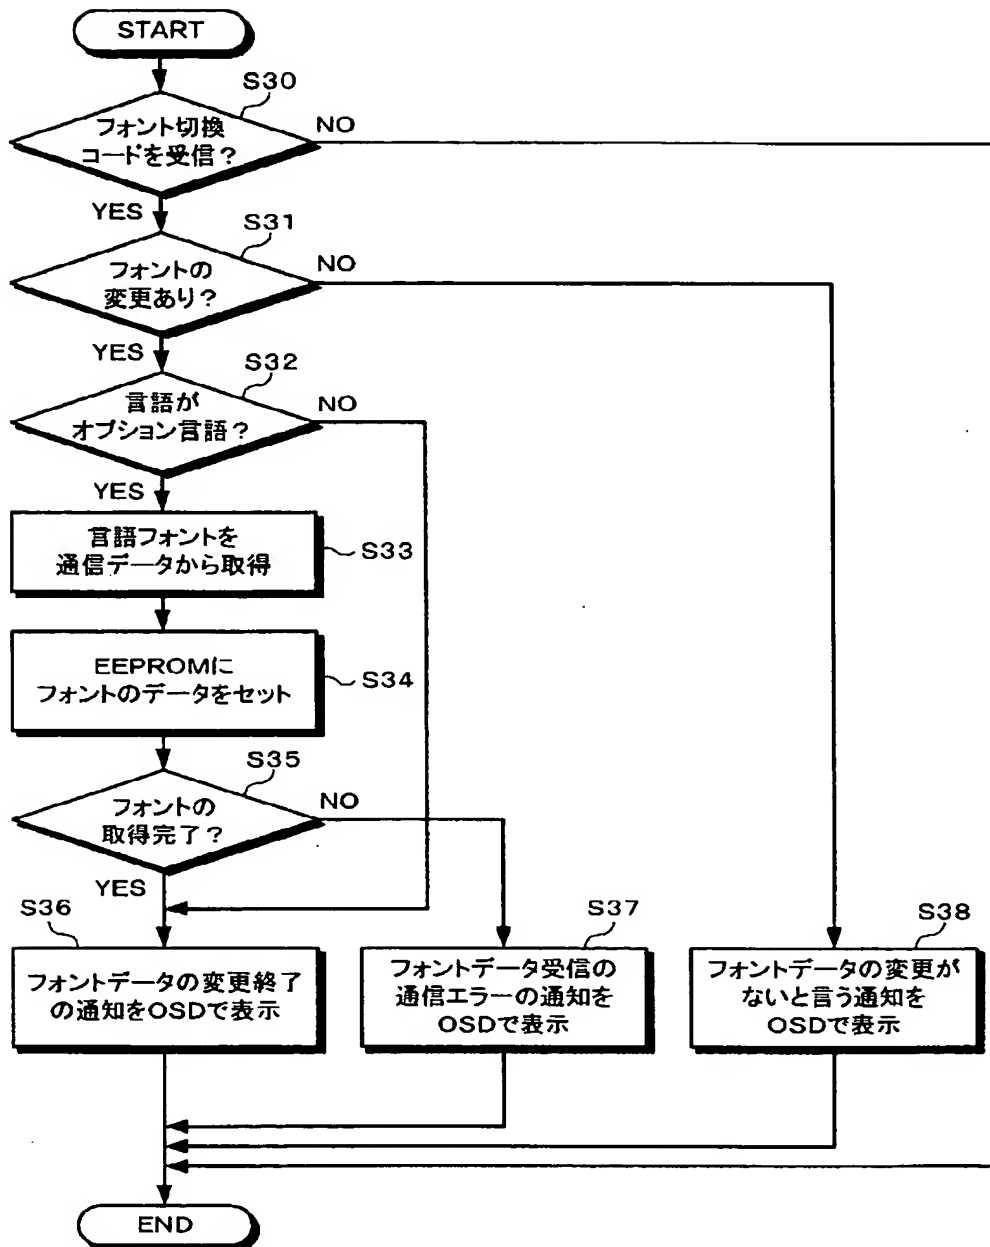 START
S30
フォント切換
コードを受信?
NO
YES
S31
フォントの
変更あり?
NO
YES
S32
言語が
オプション言語?
NO
YES
言語フォントを
通信データから取得
S33
EEPROMに
フォントのデータをセット
S34
S35
フォントの
取得完了?
NO
YES
S36
フォントデータの変更終了
の通知をOSDで表示
S37
フォントデータ受信の
通信エラーの通知を
OSDで表示
S38
フォントデータの変更が
ないと言う通知を
OSDで表示
END